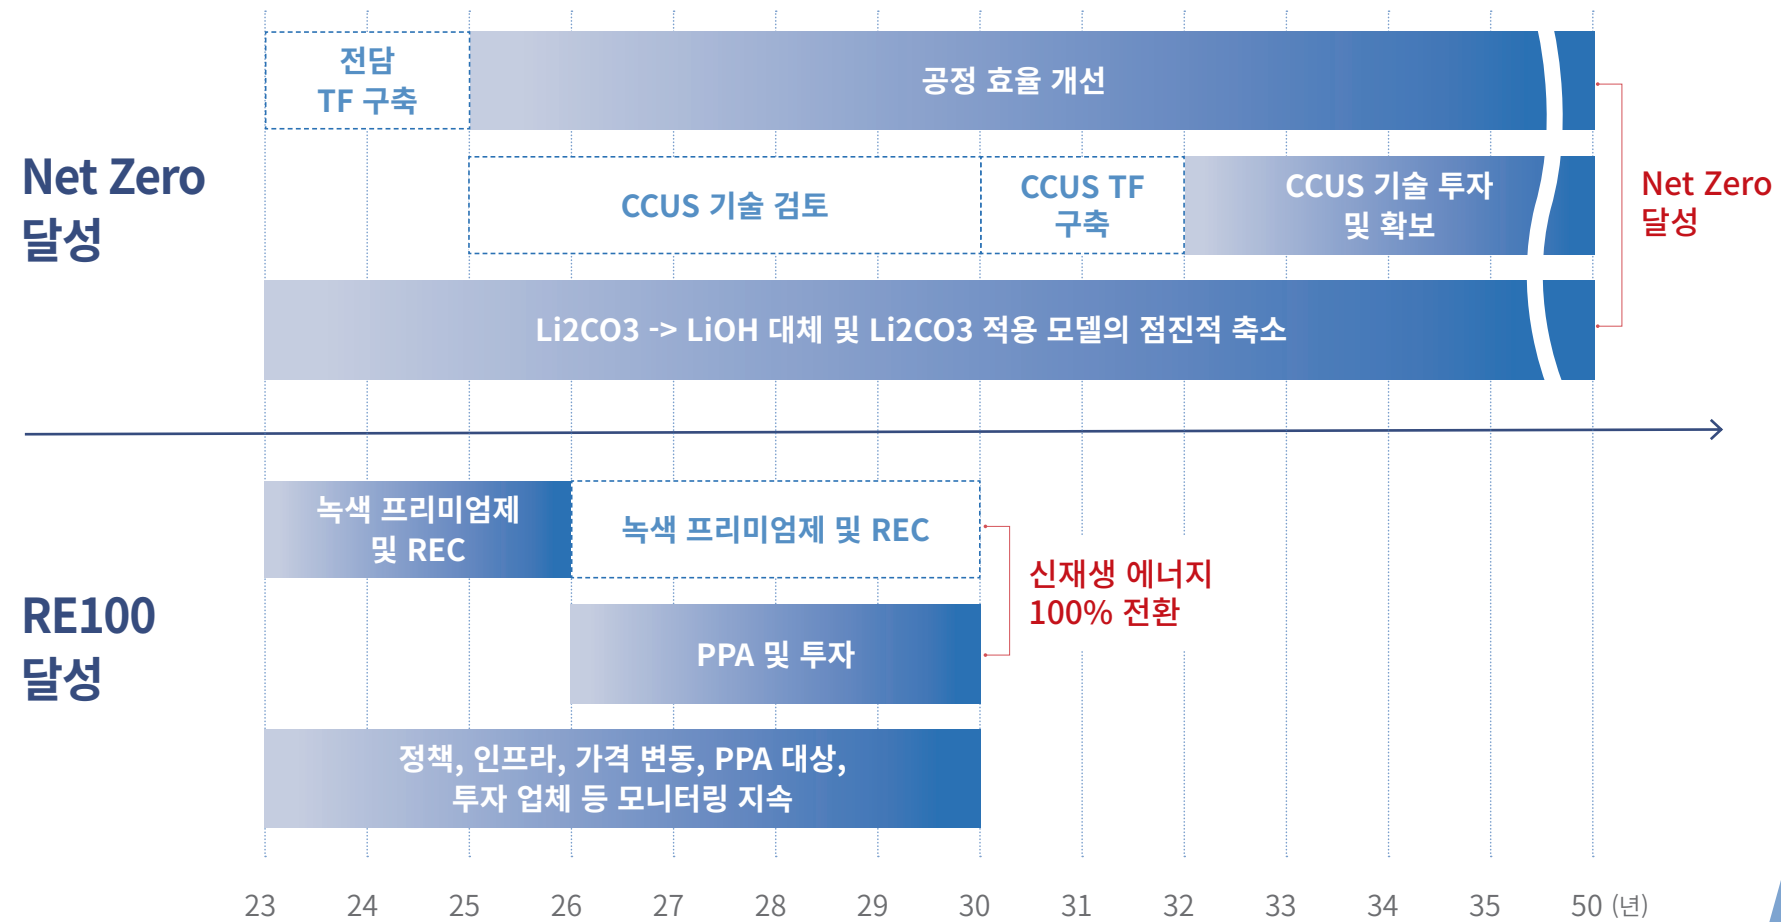 전담
TF 구축
공정 효율 개선
Net Zero
달성
CCUS 기술 검토
CCUS TF
구축
CCUS 기술 투자
및 확보
Net Zero
달성
Li2CO3 -> LiOH 대체 및 Li2CO3 적용 모델의 점진적 축소
RE100
달성
녹색 프리미엄제
및 REC
녹색 프리미엄제 및 REC
신재생 에너지
100% 전환
PPA 및 투자
정책, 인프라, 가격 변동, PPA 대상,
투자 업체 등 모니터링 지속
23 24 25 26 27 28 29 30 31 32 33 34 35 50 (년)